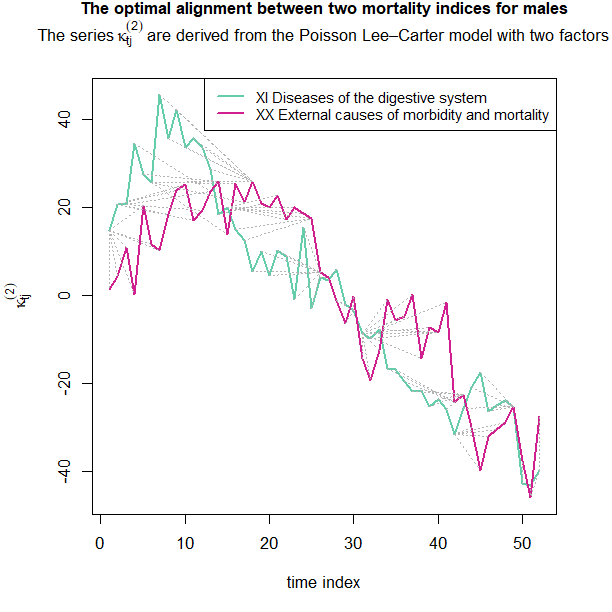 The optimal alignment between two mortality indices for males
The series κtj(2) are derived from the Poisson Lee–Carter model with two factors
XI Diseases of the digestive system
XX External causes of morbidity and mortality
40
20
0
-20
-40
κtj(2)
0 10 20 30 40 50
time index